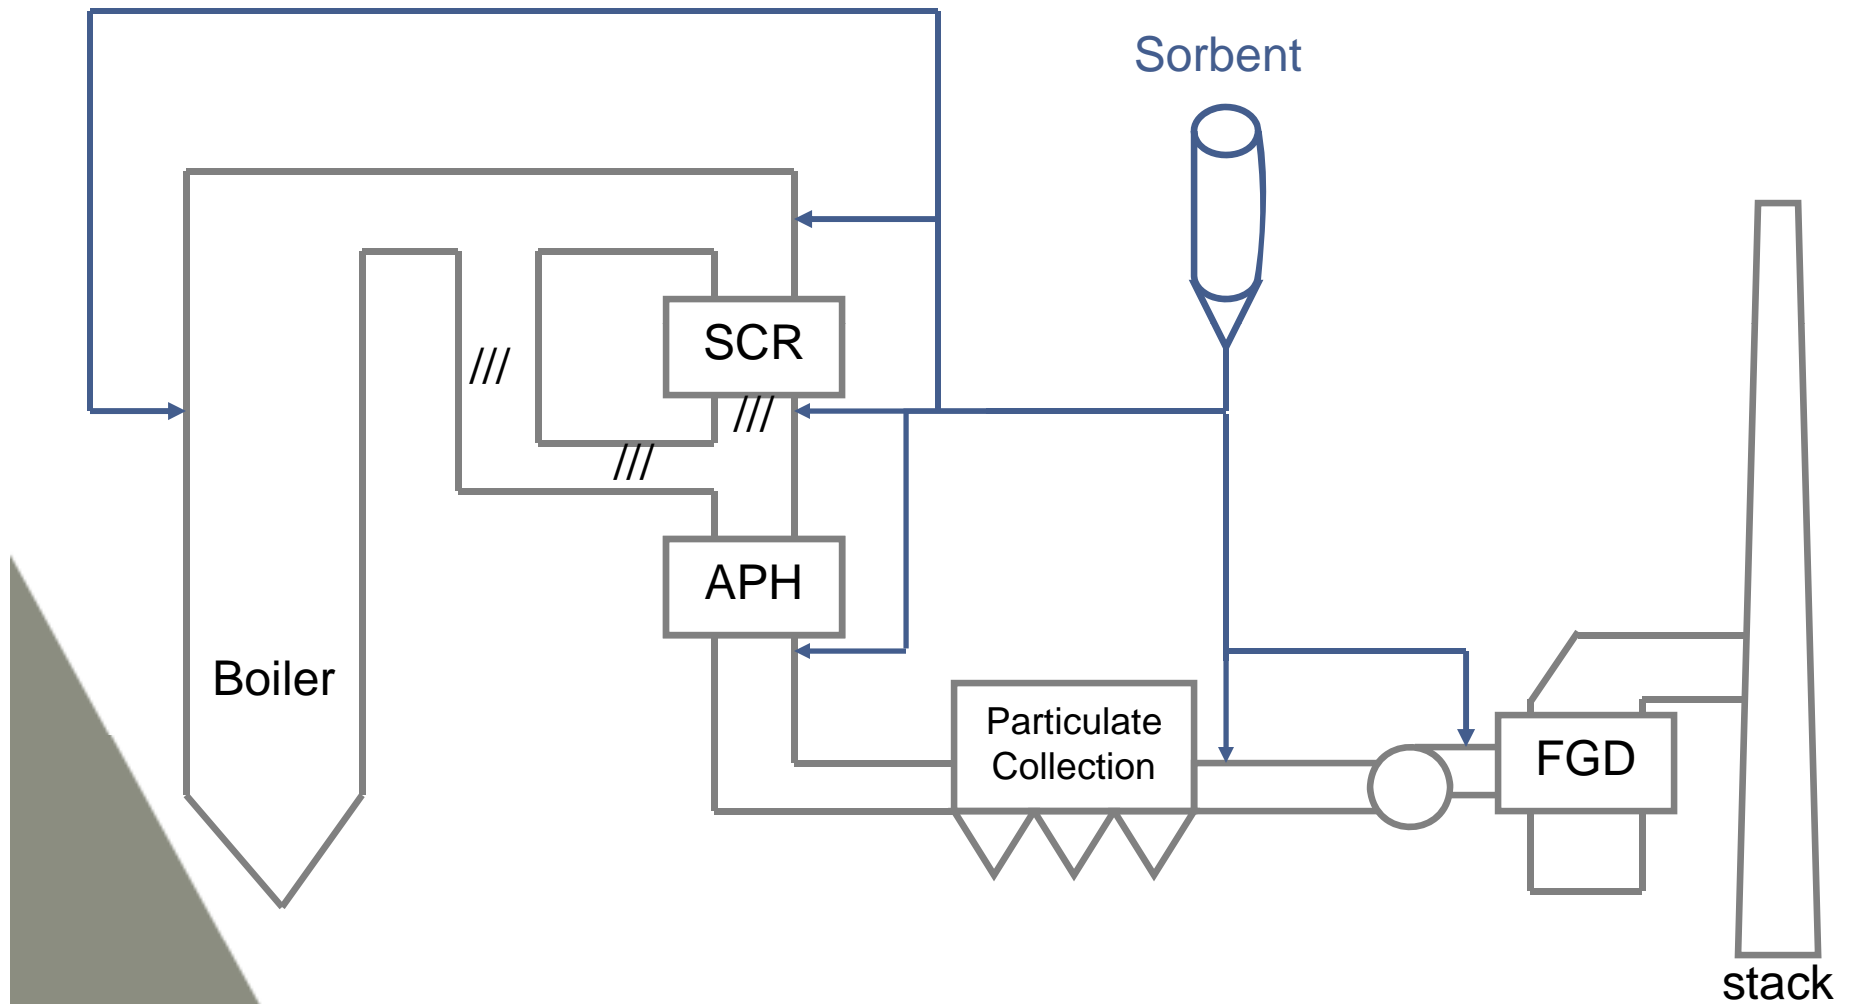 Sorbent
SCR
///
///
///
APH
Boiler
Particulate
Collection
FGD
stack